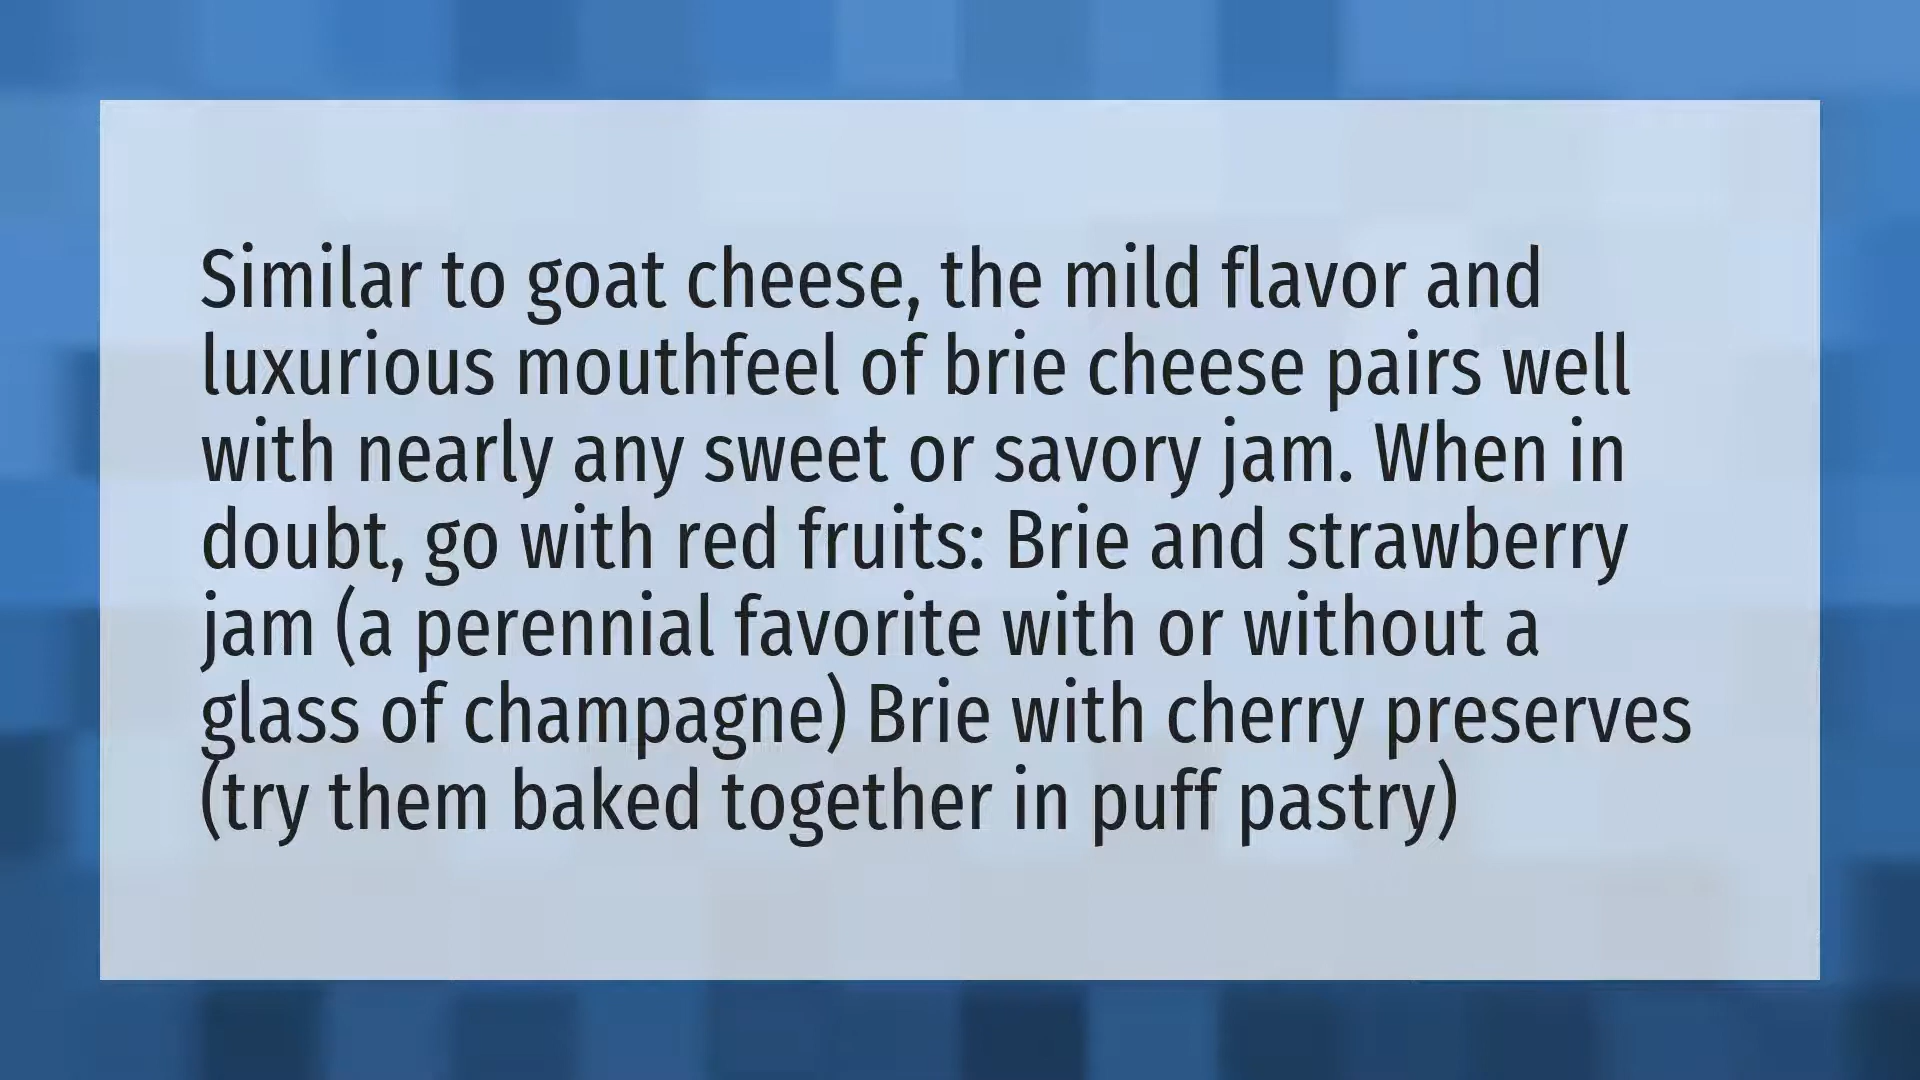 Similar to goat cheese, the mild flavor and
luxurious mouthfeel of brie cheese pairs well
with nearly any sweet or savory jam. When in
doubt, go with red fruits: Brie and strawberry
jam (a perennial favorite with or without a
glass of champagne) Brie with cherry preserves
(try them baked together in puff pastry)